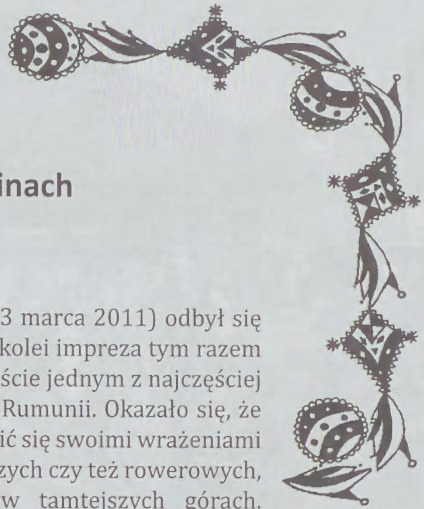 inach
3 marca 2011) odbył się
kolei impreza tym razem
ście jednym z najczęściej
Rumunii. Okazało się, że
ić się swoimi wrażeniami
zych czy też rowerowych,
w tamtejszych górach.